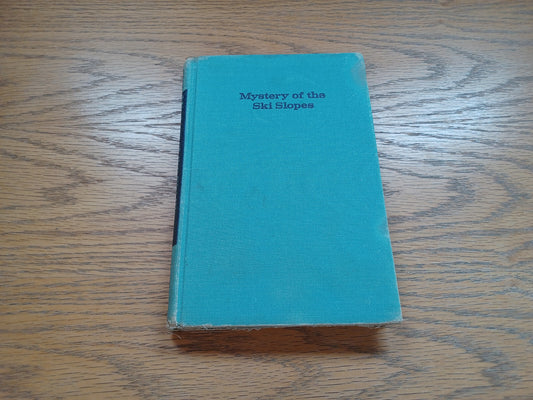 Mystery of the
Ski Slopes